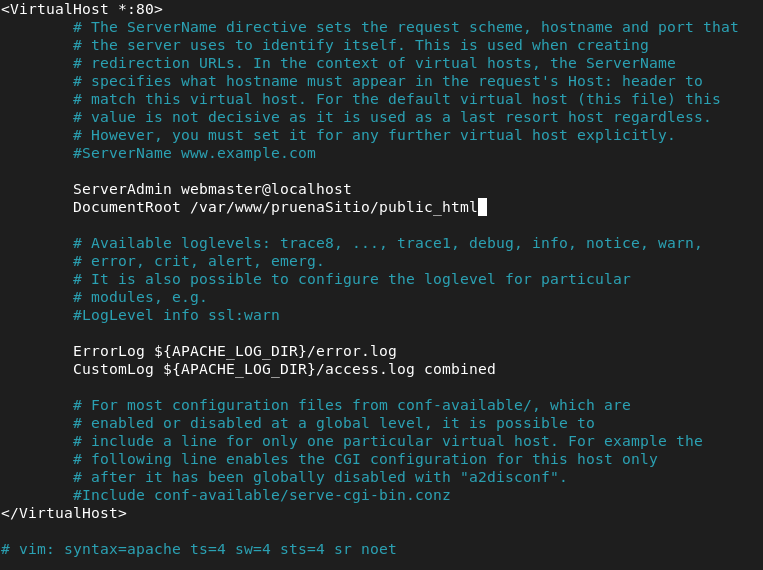 <VirtualHost *:80>
        # The ServerName directive sets the request scheme, hostname and port that
        # the server uses to identify itself. This is used when creating
        # redirection URLs. In the context of virtual hosts, the ServerName
        # specifies what hostname must appear in the request's Host: header to
        # match this virtual host. For the default virtual host (this file) this
        # value is not decisive as it is used as a last resort host regardless.
        # However, you must set it for any further virtual host explicitly.
        #ServerName www.example.com

        ServerAdmin webmaster@localhost
        DocumentRoot /var/www/pruenaSitio/public_html

        # Available loglevels: trace8, ..., trace1, debug, info, notice, warn,
        # error, crit, alert, emerg.
        # It is also possible to configure the loglevel for particular
        # modules, e.g.
        #LogLevel info ssl:warn

        ErrorLog ${APACHE_LOG_DIR}/error.log
        CustomLog ${APACHE_LOG_DIR}/access.log combined

        # For most configuration files from conf-available/, which are
        # enabled or disabled at a global level, it is possible to
        # include a line for only one particular virtual host. For example the
        # following line enables the CGI configuration for this host only
        # after it has been globally disabled with "a2disconf".
        #Include conf-available/serve-cgi-bin.conz
</VirtualHost>

# vim: syntax=apache ts=4 sw=4 sts=4 sr noet